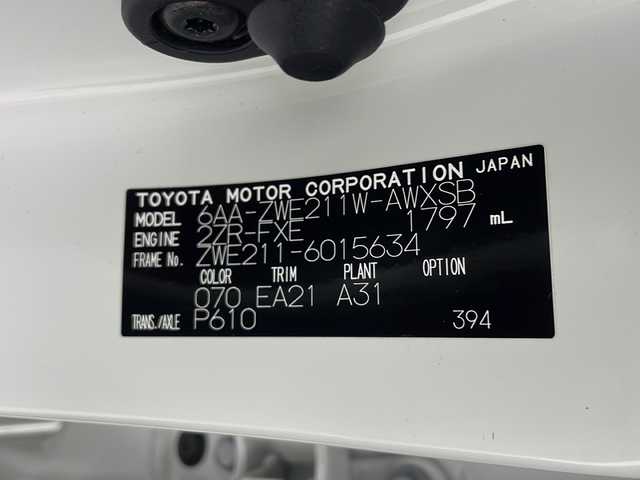 TOYOTA MOTOR CORPORATION JAPAN
MODEL 6AA-ZWE211W-AWXSB
ENGINE 2ZR-FXE 1797 mL
FRAME No. ZWE211-6015634
COLOR TRIM PLANT OPTION
070 EA21 A31
TRANS./AXLE P610 394